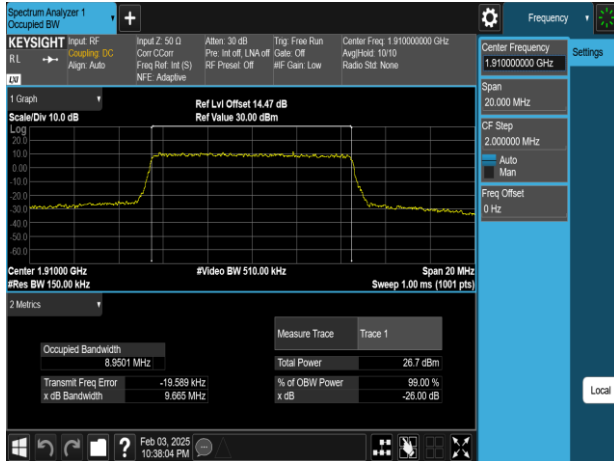 Spectrum Analyzer 1
Occupied BW
+
Frequency
KEYSIGHT
RL
LXI
Input: RF
Coupling: DC
Align: Auto
Input Z: 50 Ω
Corr CCorr
Freq Ref: Int (S)
NFE: Adaptive
Atten: 30 dB
Pre: Int off, LNA off
RF Preset: Off
Trig: Free Run
Gate: Off
#IF Gain: Low
Center Freq: 1.910000000 GHz
Avg|Hold: 10/10
Radio Std: None
Center Frequency
1.910000000 GHz
Settings
Span
20.000 MHz
CF Step
2.000000 MHz
Auto
Man
Freq Offset
0 Hz
Local
1 Graph
Scale/Div 10.0 dB
Ref Lvl Offset 14.47 dB
Ref Value 30.00 dBm
Log
20.0
10.0
0.00
-10.0
-20.0
-30.0
-40.0
-50.0
-60.0
Center 1.91000 GHz
#Res BW 150.00 kHz
#Video BW 510.00 kHz
Span 20 MHz
Sweep 1.00 ms (1001 pts)
2 Metrics
Occupied Bandwidth
8.9501 MHz
Transmit Freq Error -19.589 kHz
x dB Bandwidth 9.665 MHz
Measure Trace Trace 1
Total Power 26.7 dBm
% of OBW Power 99.00 %
x dB -26.00 dB
?
Feb 03, 2025
10:38:04 PM